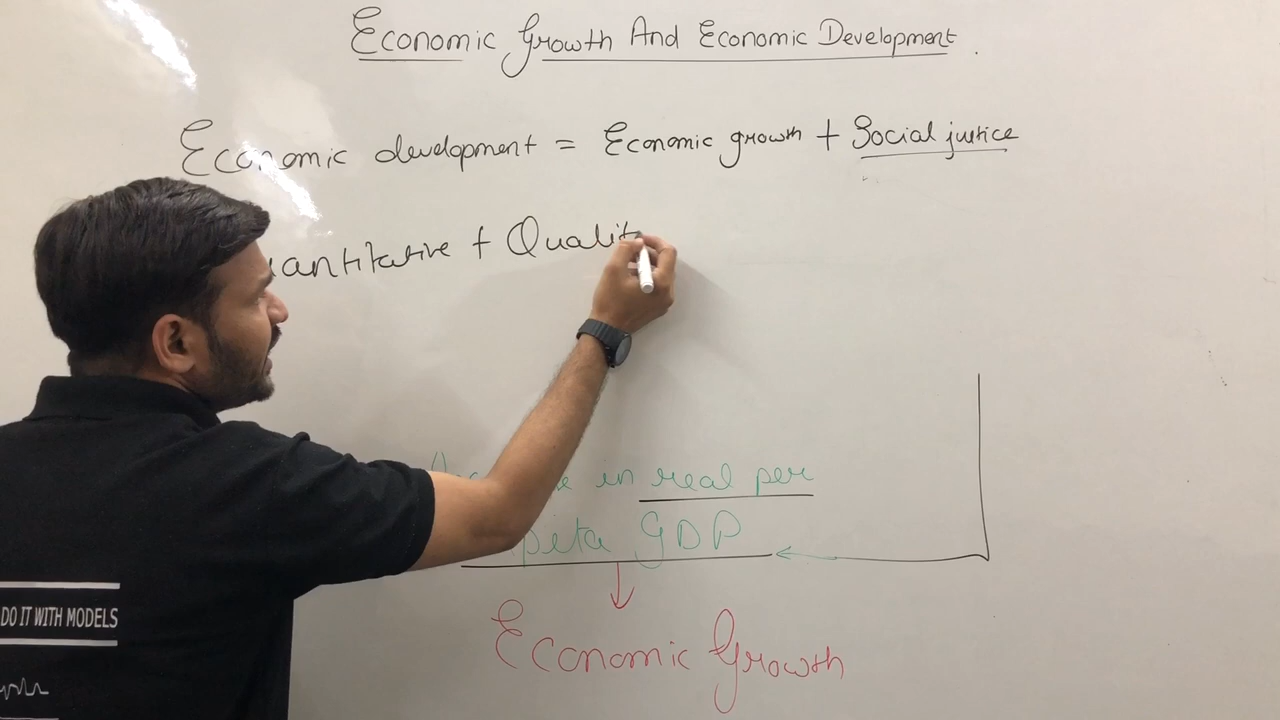 Economic Growth And Economic Development.
Economic development = Economic growth + Social justice
uantitative + Qualit
in real per
pita GDP
Economic Growth
DO IT WITH MODELS